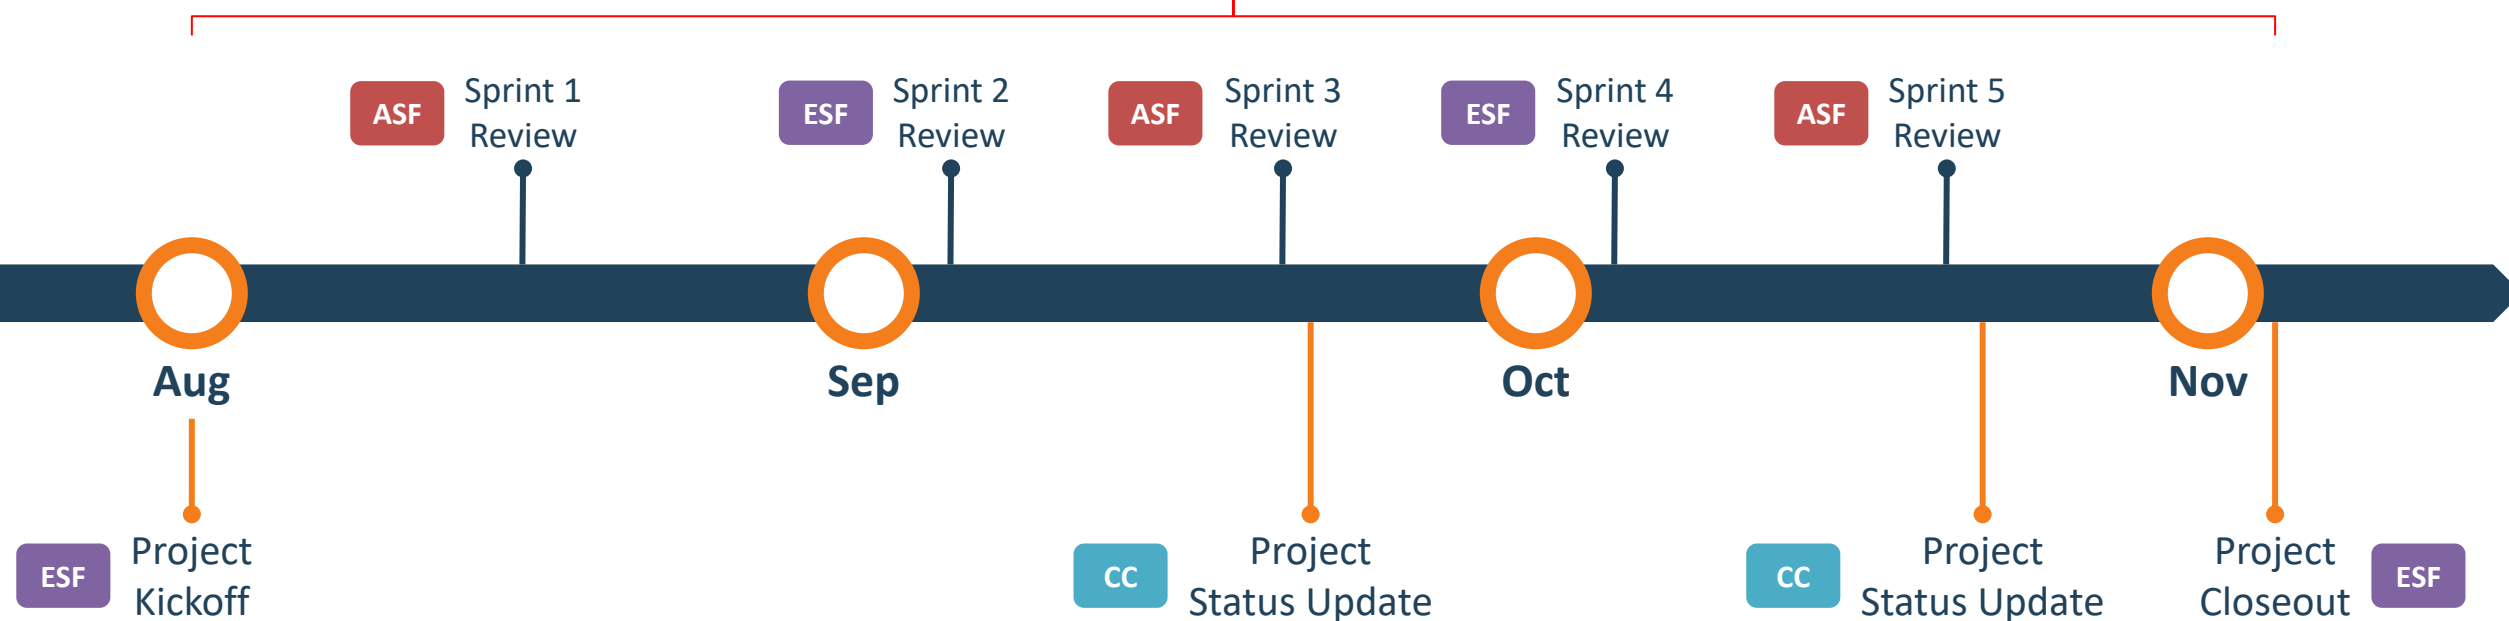 ASF
Sprint 1
Review
ESF
Sprint 2
Review
ASF
Sprint 3
Review
ESF
Sprint 4
Review
ASF
Sprint 5
Review
Aug
Sep
Oct
Nov
ESF
Project
Kickoff
CC
Project
Status Update
CC
Project
Status Update
Project
Closeout
ESF